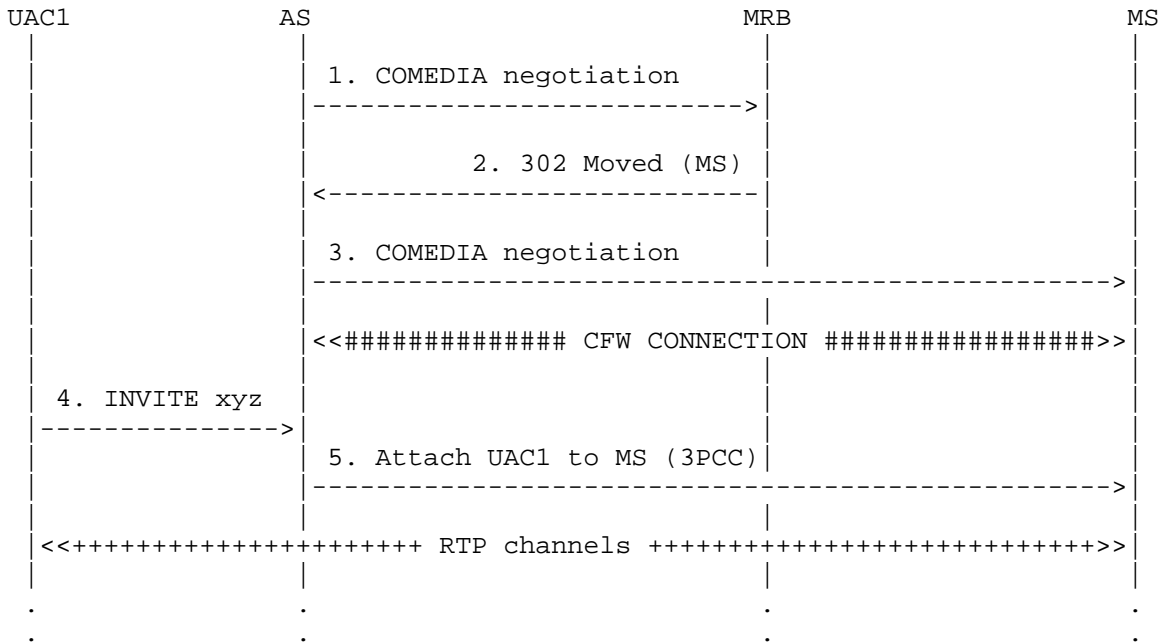 UAC1 AS MRB MS
1. COMEDIA negotiation
2. 302 Moved (MS)
3. COMEDIA negotiation
<<############## CFW CONNECTION #################>>
4. INVITE xyz
5. Attach UAC1 to MS (3PCC)
<<++++++++++++++++++++++ RTP channels ++++++++++++++++++++++++++++>>